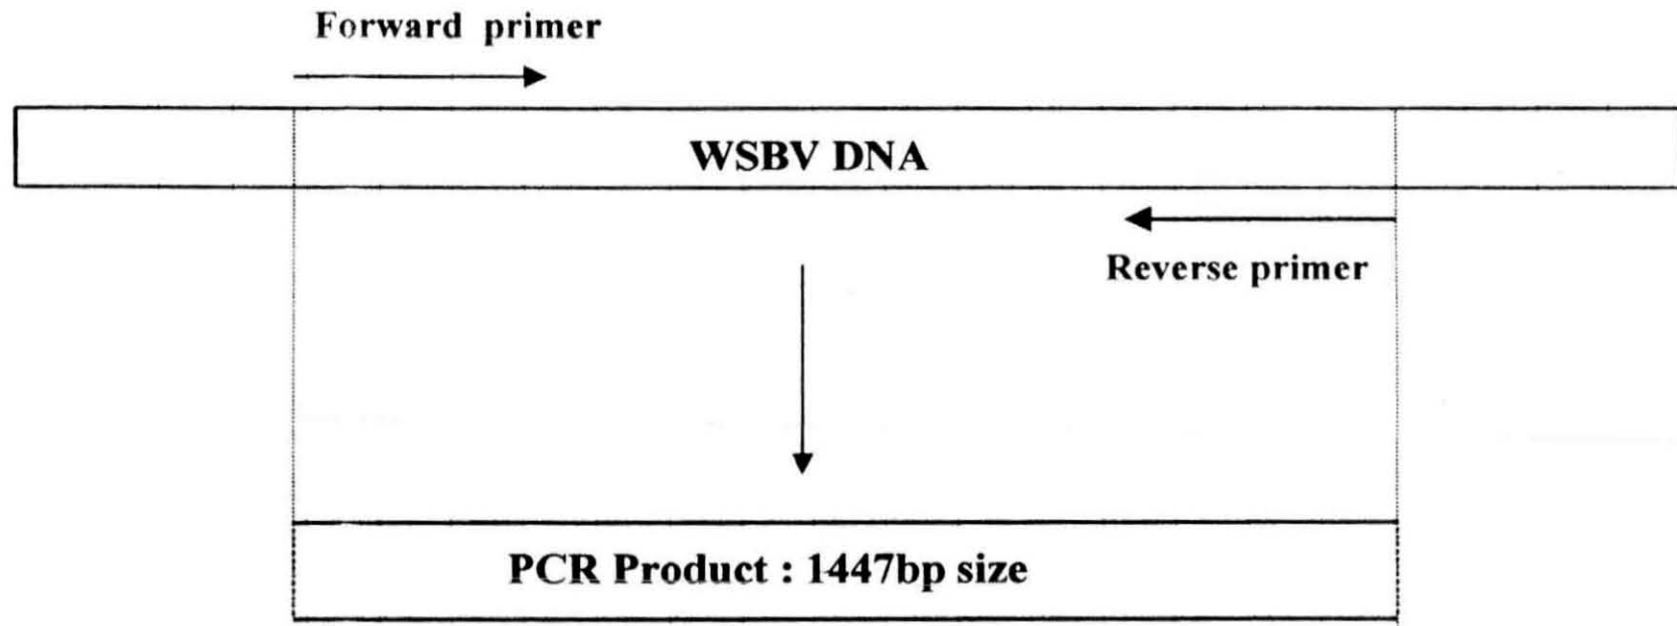 Forward primer
WSBV DNA
Reverse primer
PCR Product : 1447bp size